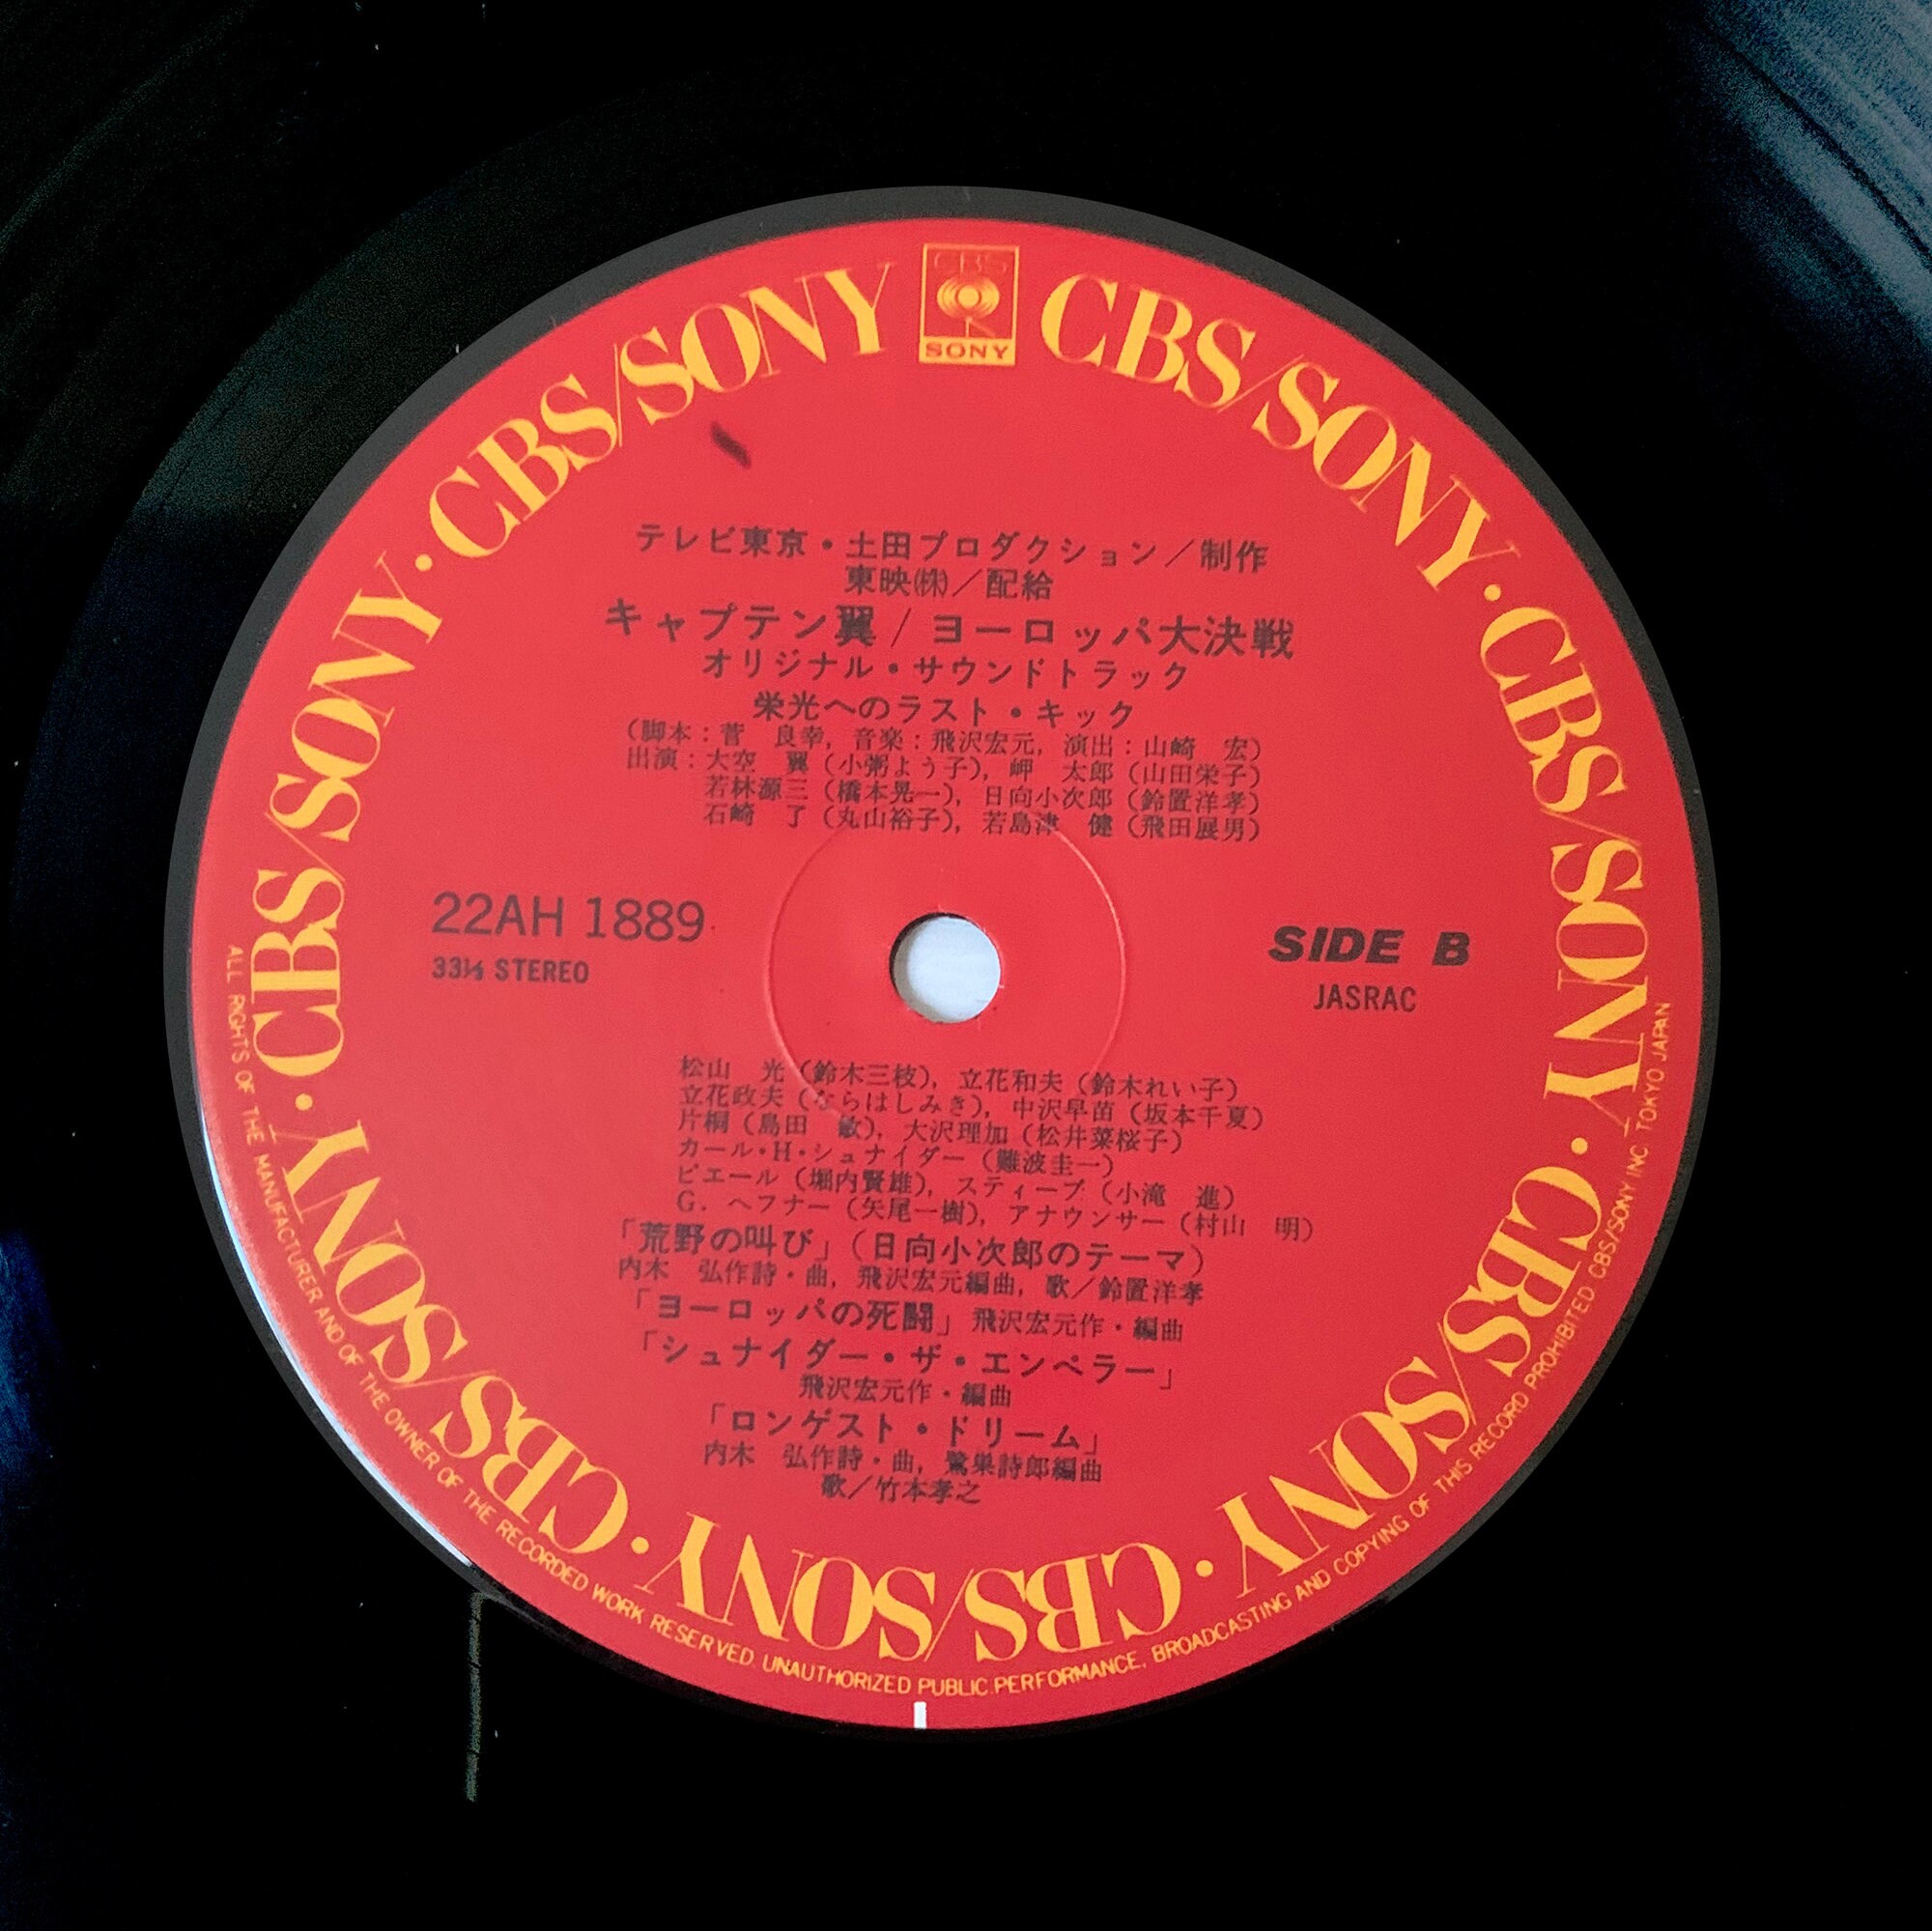 CBS
SONY
CBS/SONY · CBS/SONY · CBS/SONY · CBS/SONY · CBS/SONY · CBS/SONY · CBS/SONY · CBS/SONY
テレビ東京・土田プロダクション／制作
東映㈱／配給
キャプテン翼 / ヨーロッパ大決戦
オリジナル・サウンドトラック
栄光へのラスト・キック
（脚本：菅　良幸, 音楽：飛沢宏元, 演出：山崎　宏）
出演：大空　翼（小粥よう子）, 岬　太郎（山田栄子）
若林源三（橋本晃一）, 日向小次郎（鈴置洋孝）
石崎　了（丸山裕子）, 若島津　健（飛田展男）
22AH 1889
33⅓ STEREO
SIDE B
JASRAC
松山　光（鈴木三枝）, 立花和夫（鈴木れい子）
立花政夫（ならはしみき）, 中沢早苗（坂本千夏）
片桐（島田　敏）, 大沢理加（松井菜桜子）
カール・H・シュナイダー（難波圭一）
ピエール（堀内賢雄）, スティーブ（小滝　進）
G. ヘフナー（矢尾一樹）, アナウンサー（村山　明）
「荒野の叫び」（日向小次郎のテーマ）
内木　弘作詩・曲, 飛沢宏元編曲, 歌／鈴置洋孝
「ヨーロッパの死闘」飛沢宏元作・編曲
「シュナイダー・ザ・エンペラー」
飛沢宏元作・編曲
「ロンゲスト・ドリーム」
内木　弘作詩・曲, 鷺巣詩郎編曲
歌／竹本孝之
ALL RIGHTS OF THE MANUFACTURER AND OF THE OWNER OF THE RECORDED WORK RESERVED. UNAUTHORIZED PUBLIC PERFORMANCE, BROADCASTING AND COPYING OF THIS RECORD PROHIBITED CBS/SONY INC. TOKYO JAPAN